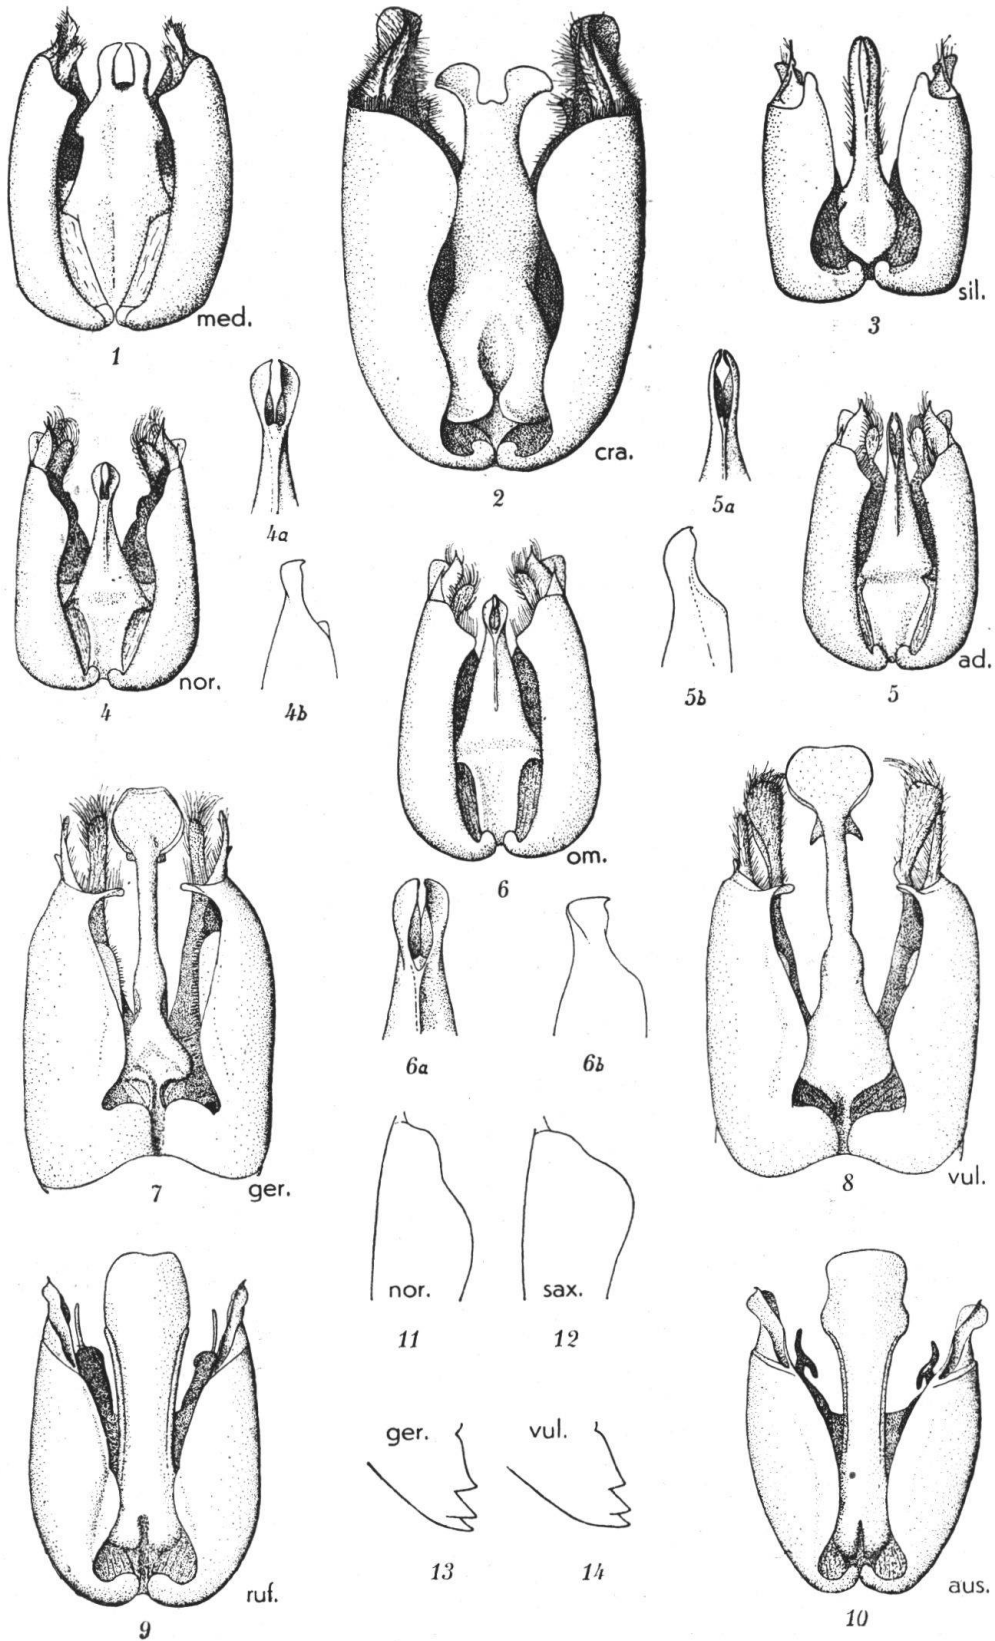 med.
1
cra.
2
sil.
3
nor.
4
4a
4b
5a
5b
ad.
5
om.
6
6a
6b
ger.
7
vul.
8
nor.
11
sax.
12
ruf.
9
ger.
13
vul.
14
aus.
10